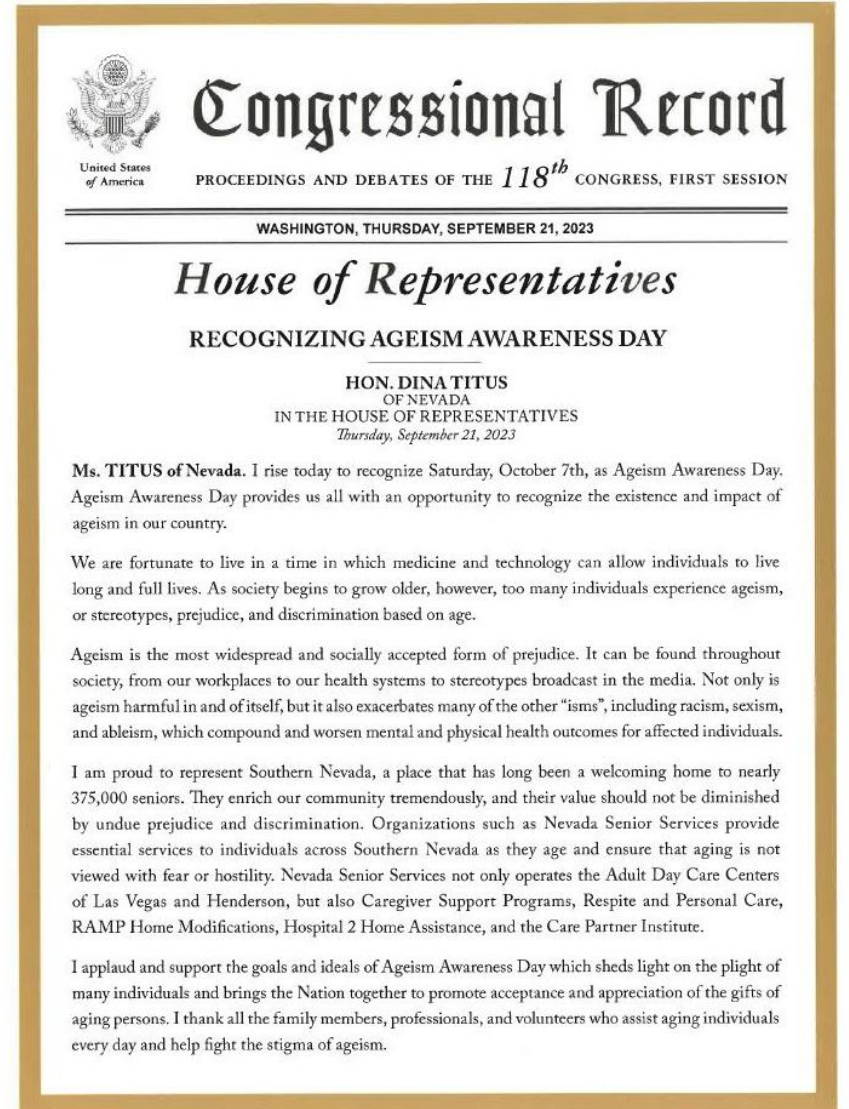 Congressional Record
United States
of America
PROCEEDINGS AND DEBATES OF THE 118th CONGRESS, FIRST SESSION
WASHINGTON, THURSDAY, SEPTEMBER 21, 2023
House of Representatives
RECOGNIZING AGEISM AWARENESS DAY
HON. DINA TITUS
OF NEVADA
IN THE HOUSE OF REPRESENTATIVES
Thursday, September 21, 2023
Ms. TITUS of Nevada. I rise today to recognize Saturday, October 7th, as Ageism Awareness Day.
Ageism Awareness Day provides us all with an opportunity to recognize the existence and impact of
ageism in our country.
We are fortunate to live in a time in which medicine and technology can allow individuals to live
long and full lives. As society begins to grow older, however, too many individuals experience ageism,
or stereotypes, prejudice, and discrimination based on age.
Ageism is the most widespread and socially accepted form of prejudice. It can be found throughout
society, from our workplaces to our health systems to stereotypes broadcast in the media. Not only is
ageism harmful in and of itself, but it also exacerbates many of the other “isms”, including racism, sexism,
and ableism, which compound and worsen mental and physical health outcomes for affected individuals.
I am proud to represent Southern Nevada, a place that has long been a welcoming home to nearly
375,000 seniors. They enrich our community tremendously, and their value should not be diminished
by undue prejudice and discrimination. Organizations such as Nevada Senior Services provide
essential services to individuals across Southern Nevada as they age and ensure that aging is not
viewed with fear or hostility. Nevada Senior Services not only operates the Adult Day Care Centers
of Las Vegas and Henderson, but also Caregiver Support Programs, Respite and Personal Care,
RAMP Home Modifications, Hospital 2 Home Assistance, and the Care Partner Institute.
I applaud and support the goals and ideals of Ageism Awareness Day which sheds light on the plight of
many individuals and brings the Nation together to promote acceptance and appreciation of the gifts of
aging persons. I thank all the family members, professionals, and volunteers who assist aging individuals
every day and help fight the stigma of ageism.